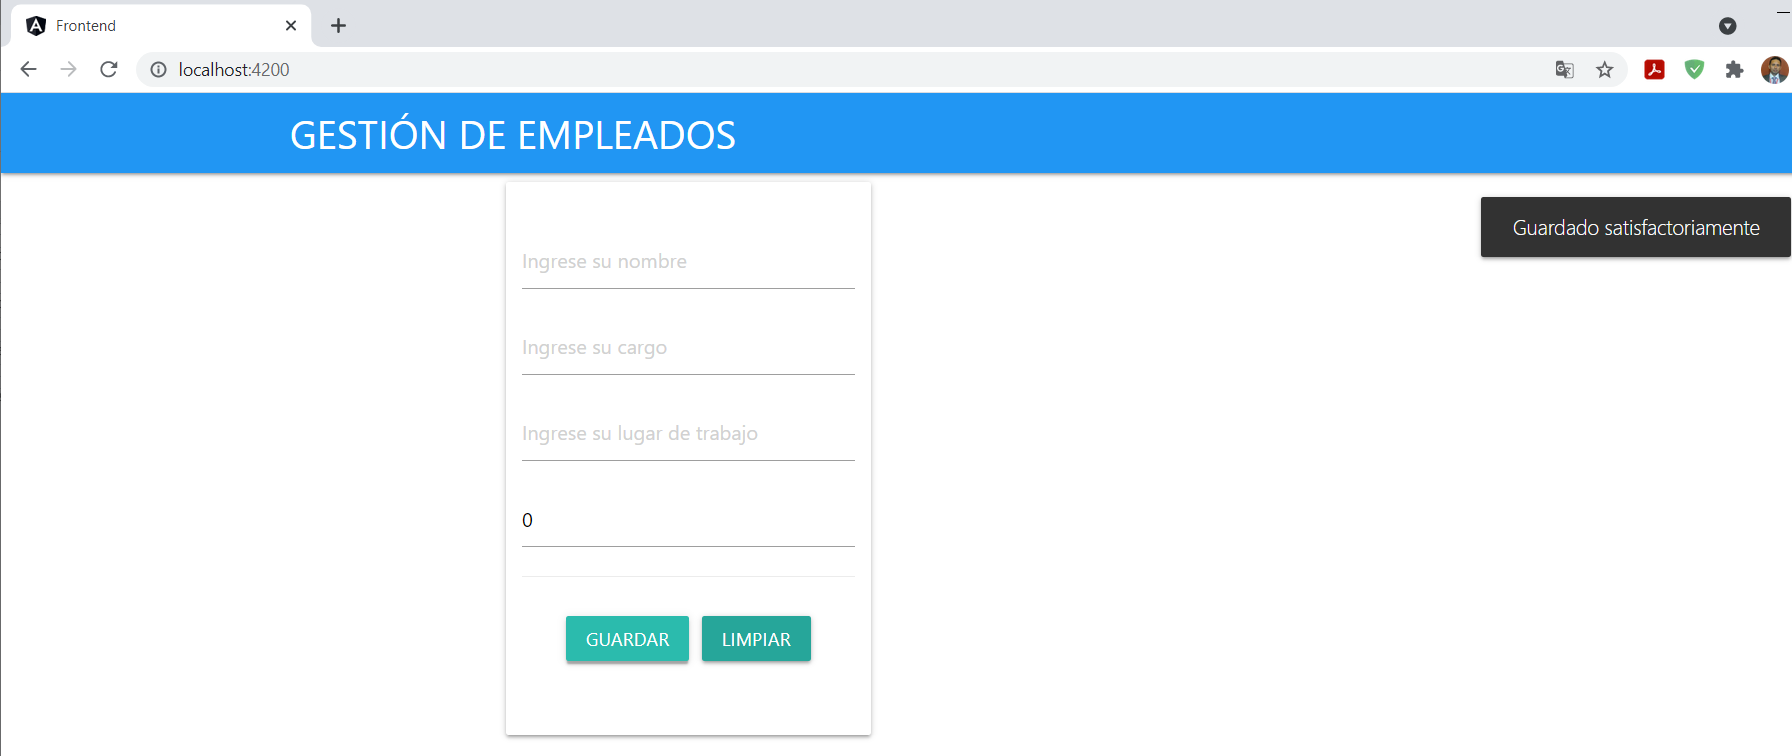 Frontend
localhost:4200
GESTIÓN DE EMPLEADOS
Guardado satisfactoriamente
Ingrese su nombre
Ingrese su cargo
Ingrese su lugar de trabajo
0
GUARDAR LIMPIAR